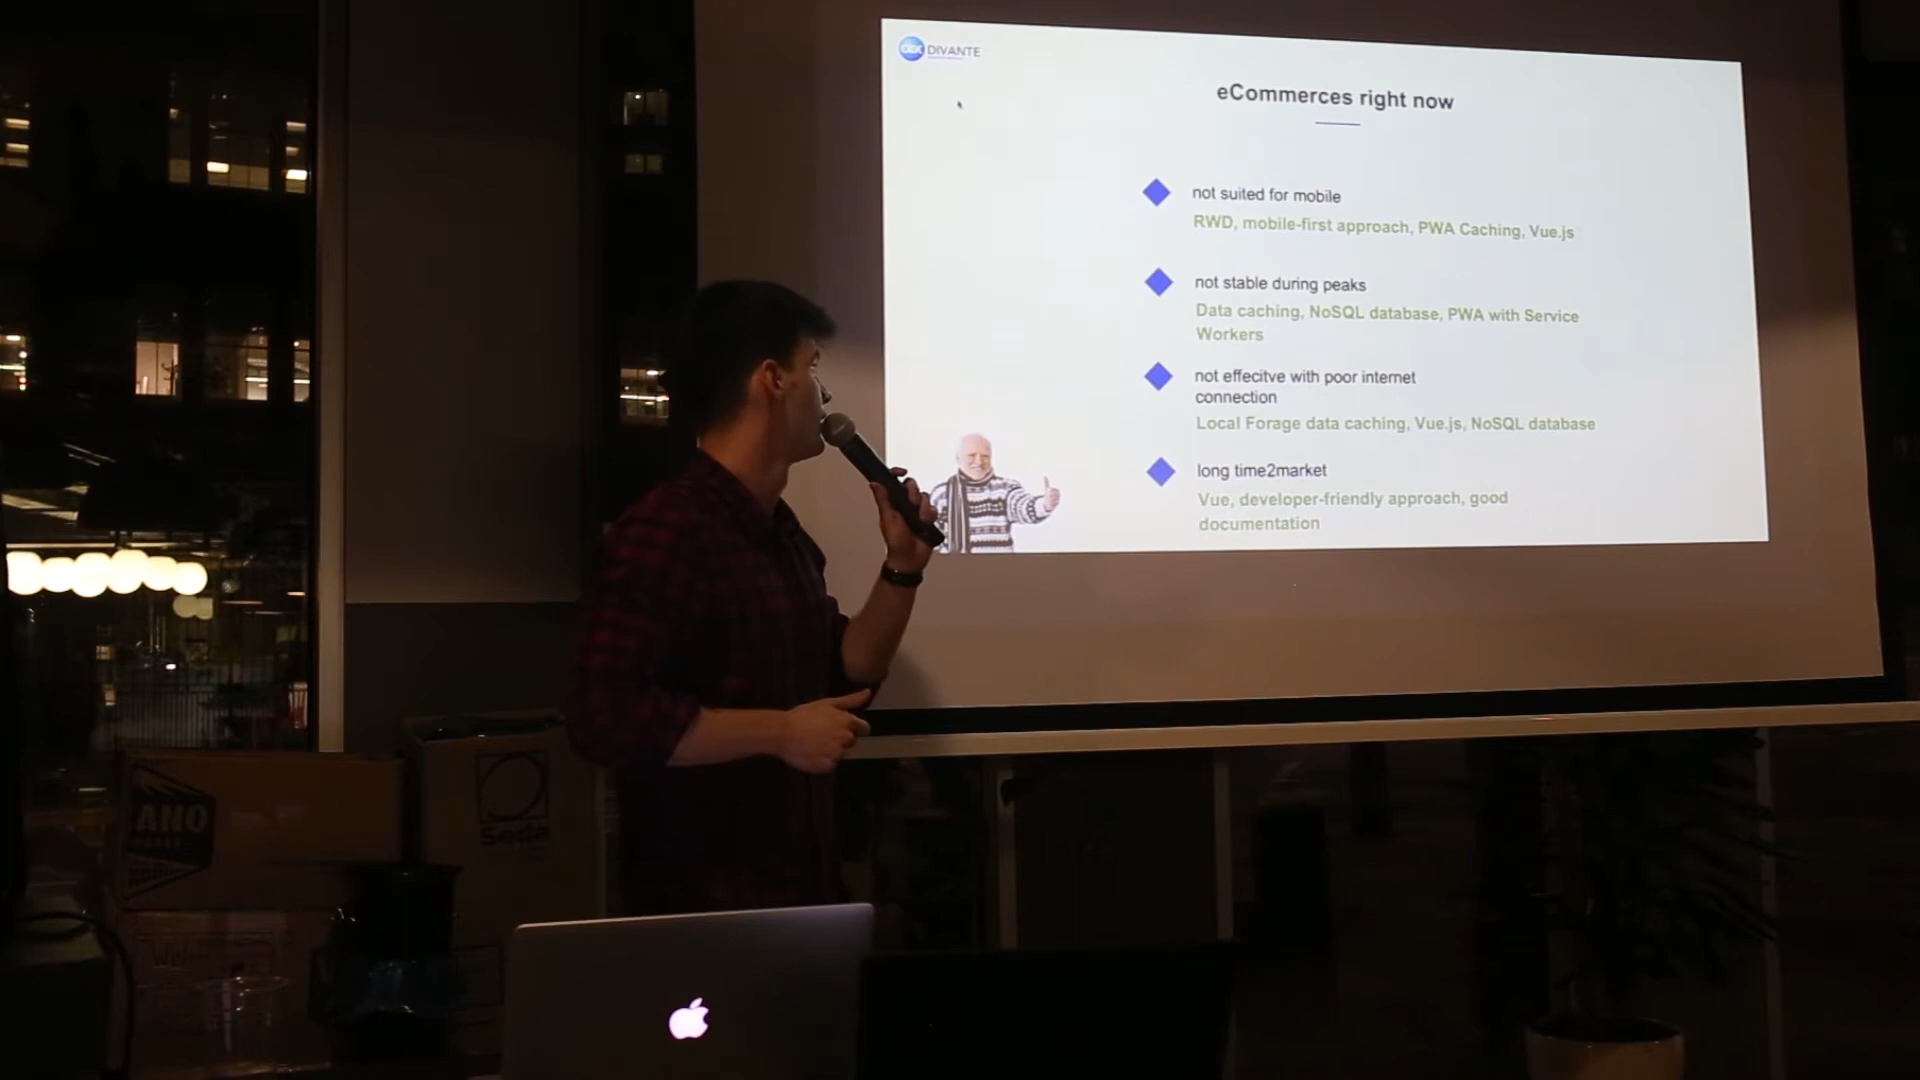 DIVANTE
eCommerces right now
not suited for mobile
RWD, mobile-first approach, PWA Caching, Vue.js
not stable during peaks
Data caching, NoSQL database, PWA with Service
Workers
not effecitve with poor internet
connection
Local Forage data caching, Vue.js, NoSQL database
long time2market
Vue, developer-friendly approach, good
documentation
ANO
Seda